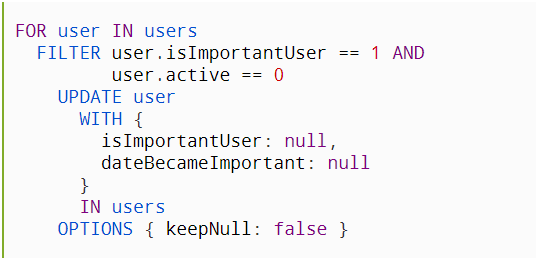 FOR user IN users
  FILTER user.isImportantUser == 1 AND
         user.active == 0
    UPDATE user
      WITH {
        isImportantUser: null,
        dateBecameImportant: null
      }
      IN users
    OPTIONS { keepNull: false }